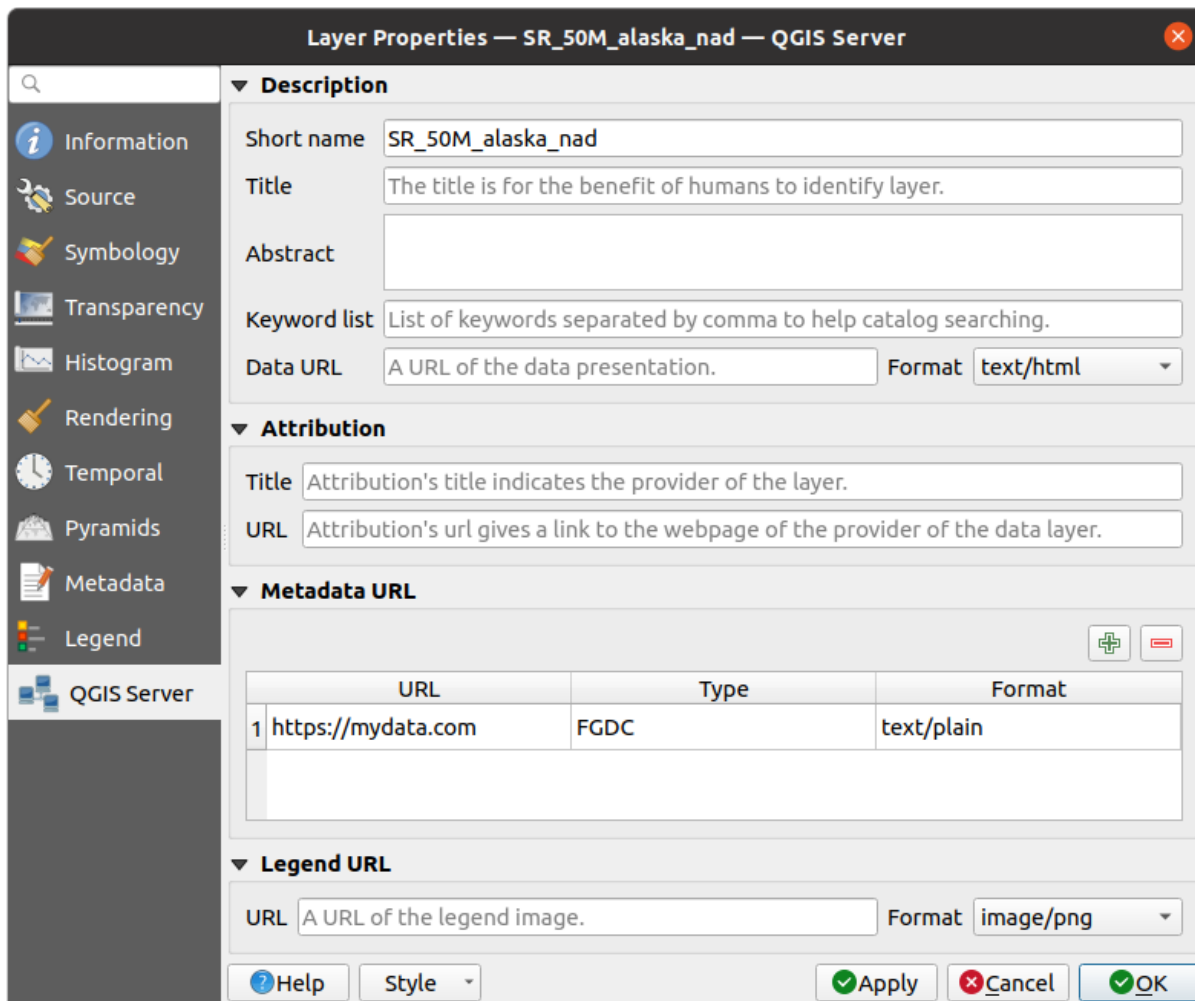 Layer Properties — SR_50M_alaska_nad — QGIS Server
Information
Source
Symbology
Transparency
Histogram
Rendering
Temporal
Pyramids
Metadata
Legend
QGIS Server
Description
Short name SR_50M_alaska_nad
Title The title is for the benefit of humans to identify layer.
Abstract
Keyword list List of keywords separated by comma to help catalog searching.
Data URL A URL of the data presentation. Format text/html
Attribution
Title Attribution's title indicates the provider of the layer.
URL Attribution's url gives a link to the webpage of the provider of the data layer.
Metadata URL
URL Type Format
1 https://mydata.com FGDC text/plain
Legend URL
URL A URL of the legend image. Format image/png
Help Style Apply Cancel OK